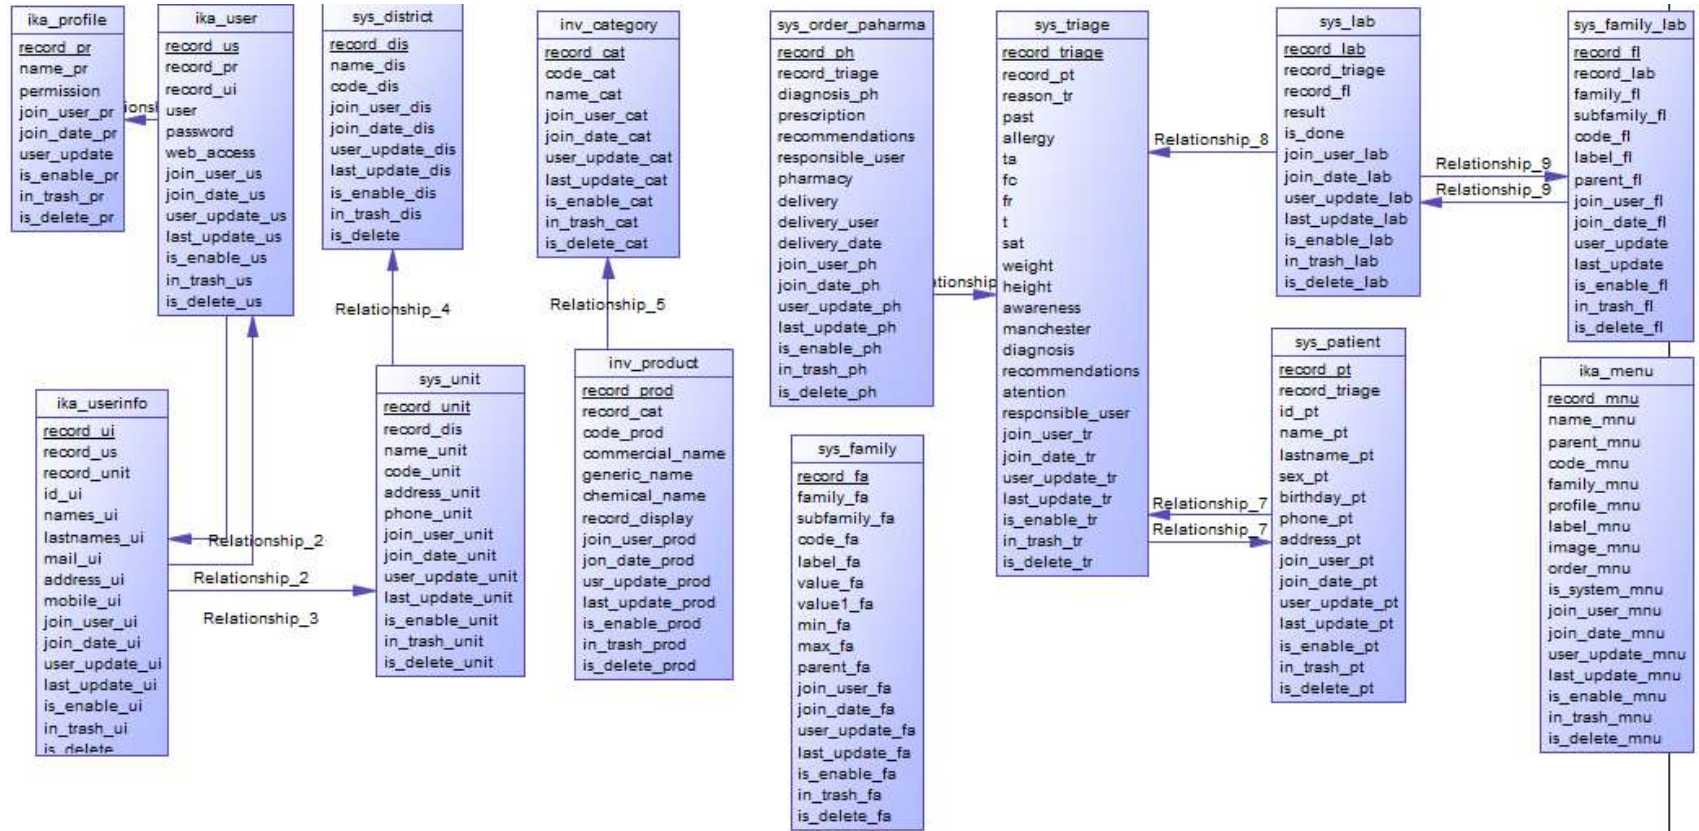 ika_profile
record_pr
name_pr
permission
join_user_pr
join_date_pr
user_update
is_enable_pr
in_trash_pr
is_delete_pr
ika_user
record_us
record_pr
record_ui
user
password
web_access
join_user_us
join_date_us
user_update_us
last_update_us
is_enable_us
in_trash_us
is_delete_us
sys_district
record_dis
name_dis
code_dis
join_user_dis
join_date_dis
user_update_dis
last_update_dis
is_enable_dis
in_trash_dis
is_delete
inv_category
record_cat
code_cat
name_cat
join_user_cat
join_date_cat
user_update_cat
last_update_cat
is_enable_cat
in_trash_cat
is_delete_cat
sys_order_paharma
record_ph
record_triage
diagnosis_ph
prescription
recommendations
responsible_user
pharmacy
delivery
delivery_user
delivery_date
join_user_ph
join_date_ph
user_update_ph
last_update_ph
is_enable_ph
in_trash_ph
is_delete_ph
sys_triage
record_triage
record_pt
reason_tr
past
allergy
ta
fc
fr
t
sat
weight
height
awareness
manchester
diagnosis
recommendations
atention
responsible_user
join_user_tr
join_date_tr
user_update_tr
last_update_tr
is_enable_tr
in_trash_tr
is_delete_tr
Relationship_8
sys_lab
record_lab
record_triage
record_fl
result
is_done
join_user_lab
join_date_lab
user_update_lab
last_update_lab
is_enable_lab
in_trash_lab
is_delete_lab
Relationship_9
Relationship_9
sys_family_lab
record_fl
record_lab
family_fl
subfamily_fl
code_fl
label_fl
parent_fl
join_user_fl
join_date_fl
user_update
last_update
is_enable_fl
in_trash_fl
is_delete_fl
Relationship_4
Relationship_5
ika_userinfo
record_ui
record_us
record_unit
id_ui
names_ui
lastnames_ui
mail_ui
address_ui
mobile_ui
join_user_ui
join_date_ui
user_update_ui
last_update_ui
is_enable_ui
in_trash_ui
is_delete
Relationship_2
Relationship_2
Relationship_3
sys_unit
record_unit
record_dis
name_unit
code_unit
address_unit
phone_unit
join_user_unit
join_date_unit
user_update_unit
last_update_unit
is_enable_unit
in_trash_unit
is_delete_unit
inv_product
record_prod
record_cat
code_prod
commercial_name
generic_name
chemical_name
record_display
join_user_prod
jon_date_prod
usr_update_prod
last_update_prod
is_enable_prod
in_trash_prod
is_delete_prod
sys_family
record_fa
family_fa
subfamily_fa
code_fa
label_fa
value_fa
value1_fa
min_fa
max_fa
parent_fa
join_user_fa
join_date_fa
user_update_fa
last_update_fa
is_enable_fa
in_trash_fa
is_delete_fa
Relationship_7
Relationship_7
sys_patient
record_pt
record_triage
id_pt
name_pt
lastname_pt
sex_pt
birthday_pt
phone_pt
address_pt
join_user_pt
join_date_pt
user_update_pt
last_update_pt
is_enable_pt
in_trash_pt
is_delete_pt
ika_menu
record_mnu
name_mnu
parent_mnu
code_mnu
family_mnu
profile_mnu
label_mnu
image_mnu
order_mnu
is_system_mnu
join_user_mnu
join_date_mnu
user_update_mnu
last_update_mnu
is_enable_mnu
in_trash_mnu
is_delete_mnu